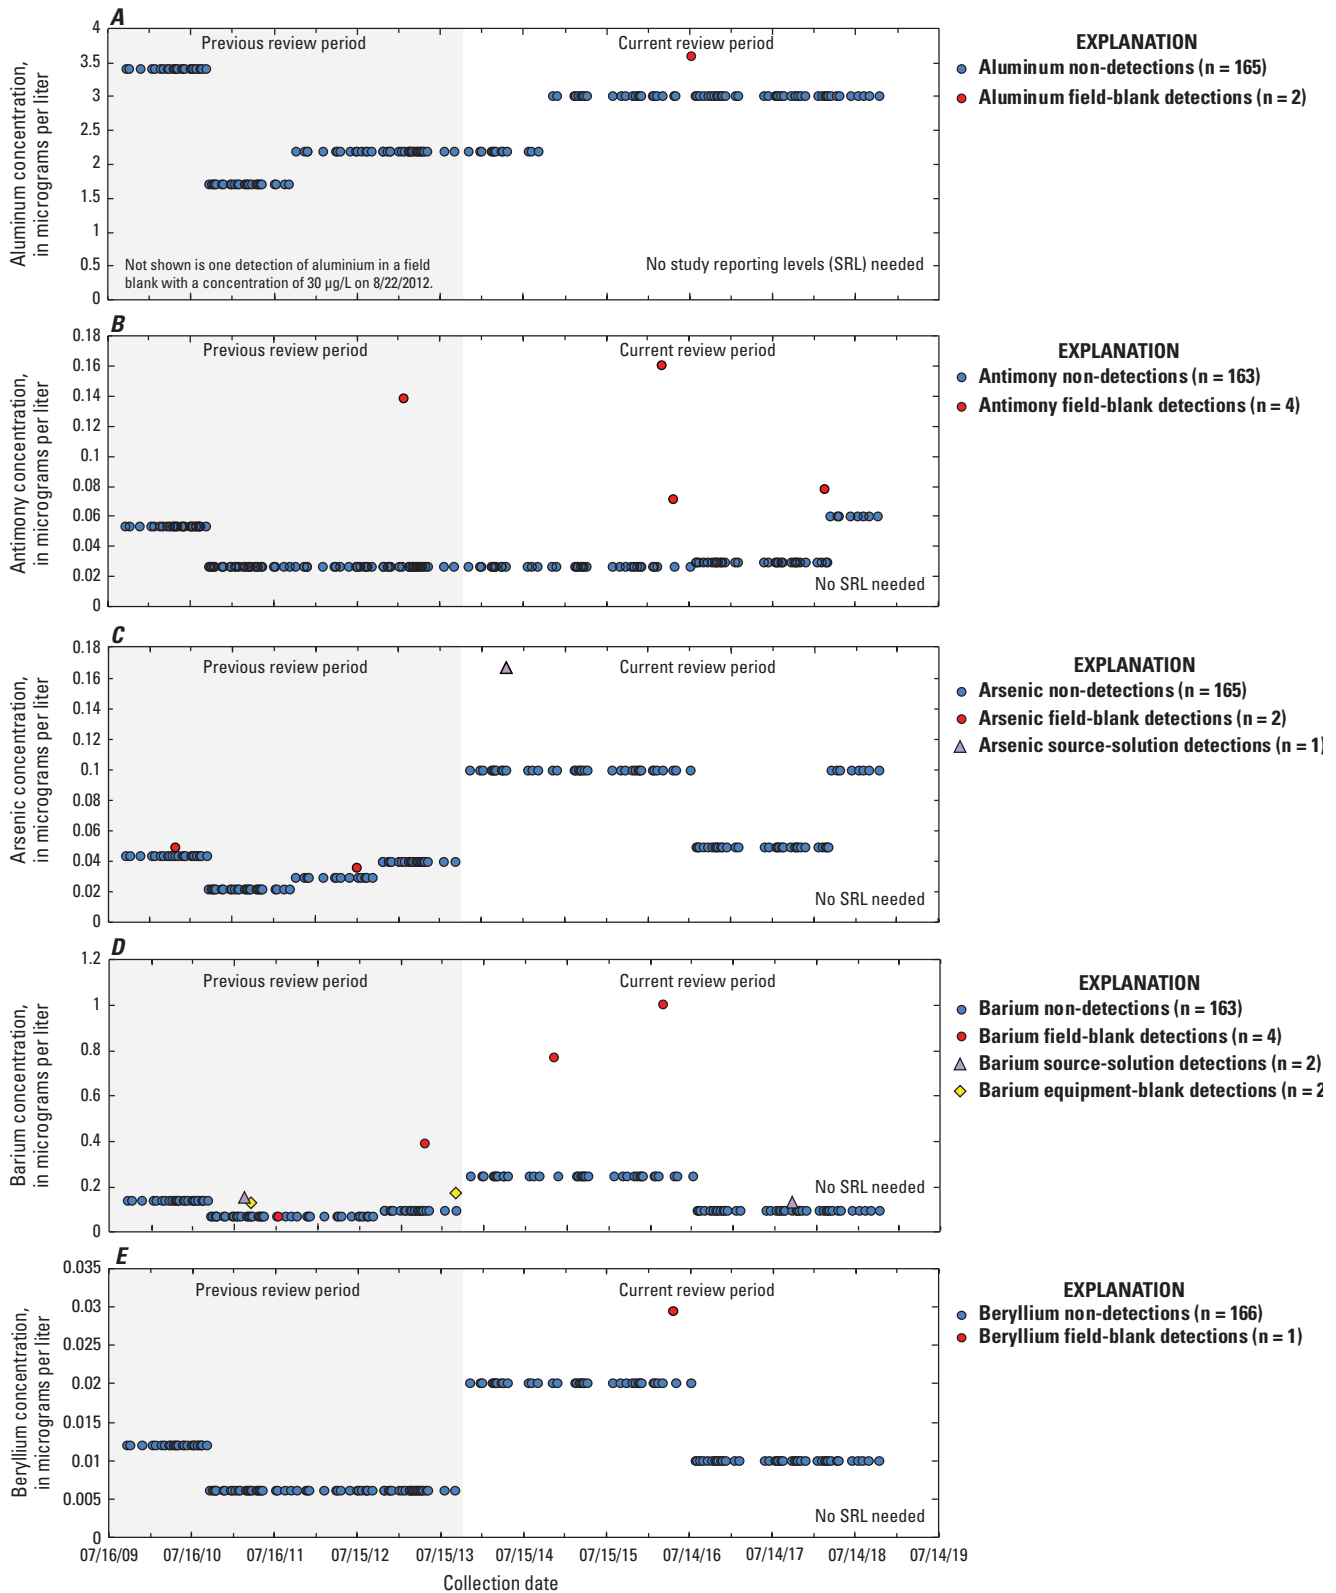 A
Aluminum concentration,
in micrograms per liter
4
3.5
3
2.5
2
1.5
1
0.5
0
Previous review period
Current review period
Not shown is one detection of aluminium in a field
blank with a concentration of 30 µg/L on 8/22/2012.
No study reporting levels (SRL) needed
EXPLANATION
Aluminum non-detections (n = 165)
Aluminum field-blank detections (n = 2)
B
Antimony concentration,
in micrograms per liter
0.18
0.16
0.14
0.12
0.1
0.08
0.06
0.04
0.02
0
Previous review period
Current review period
No SRL needed
EXPLANATION
Antimony non-detections (n = 163)
Antimony field-blank detections (n = 4)
C
Arsenic concentration,
in micrograms per liter
0.18
0.16
0.14
0.12
0.1
0.08
0.06
0.04
0.02
0
Previous review period
Current review period
No SRL needed
EXPLANATION
Arsenic non-detections (n = 165)
Arsenic field-blank detections (n = 2)
Arsenic source-solution detections (n = 1)
D
Barium concentration,
in micrograms per liter
1.2
1
0.8
0.6
0.4
0.2
0
Previous review period
Current review period
No SRL needed
EXPLANATION
Barium non-detections (n = 163)
Barium field-blank detections (n = 4)
Barium source-solution detections (n = 2)
Barium equipment-blank detections (n = 2
E
Beryllium concentration,
in micrograms per liter
0.035
0.03
0.025
0.02
0.015
0.01
0.005
0
Previous review period
Current review period
No SRL needed
EXPLANATION
Beryllium non-detections (n = 166)
Beryllium field-blank detections (n = 1)
07/16/09 07/16/10 07/16/11 07/15/12 07/15/13 07/15/14 07/15/15 07/14/16 07/14/17 07/14/18 07/14/19
Collection date